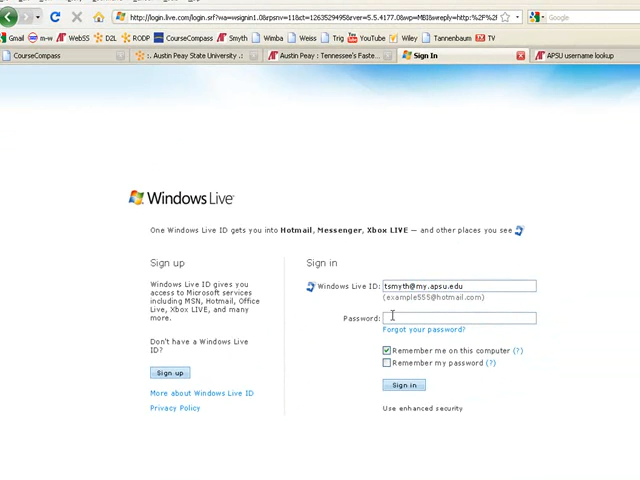 http://login.live.com/login.srf?wa=wsignin1.0&rpsnv=11&ct=1263529495&rver=5.5.4177.0&wp=MBI&wreply=http:%2F%2F
Google
Gmail m-w Web55 D2L RODP CourseCompass Smyth Wimba Weiss Trig YouTube Wiley Tannenbaum TV
CourseCompass
:. Austin Peay State University :.
Austin Peay : Tennessee's Faste...
Sign In
APSU username lookup
Windows Live
One Windows Live ID gets you into Hotmail, Messenger, Xbox LIVE — and other places you see
Sign up
Windows Live ID gives you
access to Microsoft services
including MSN, Hotmail, Office
Live, Xbox LIVE, and many
more.
Don't have a Windows Live
ID?
Sign up
More about Windows Live ID
Privacy Policy
Sign in
Windows Live ID: tsmyth@my.apsu.edu
(example555@hotmail.com)
Password:
Forgot your password?
Remember me on this computer (?)
Remember my password (?)
Sign in
Use enhanced security